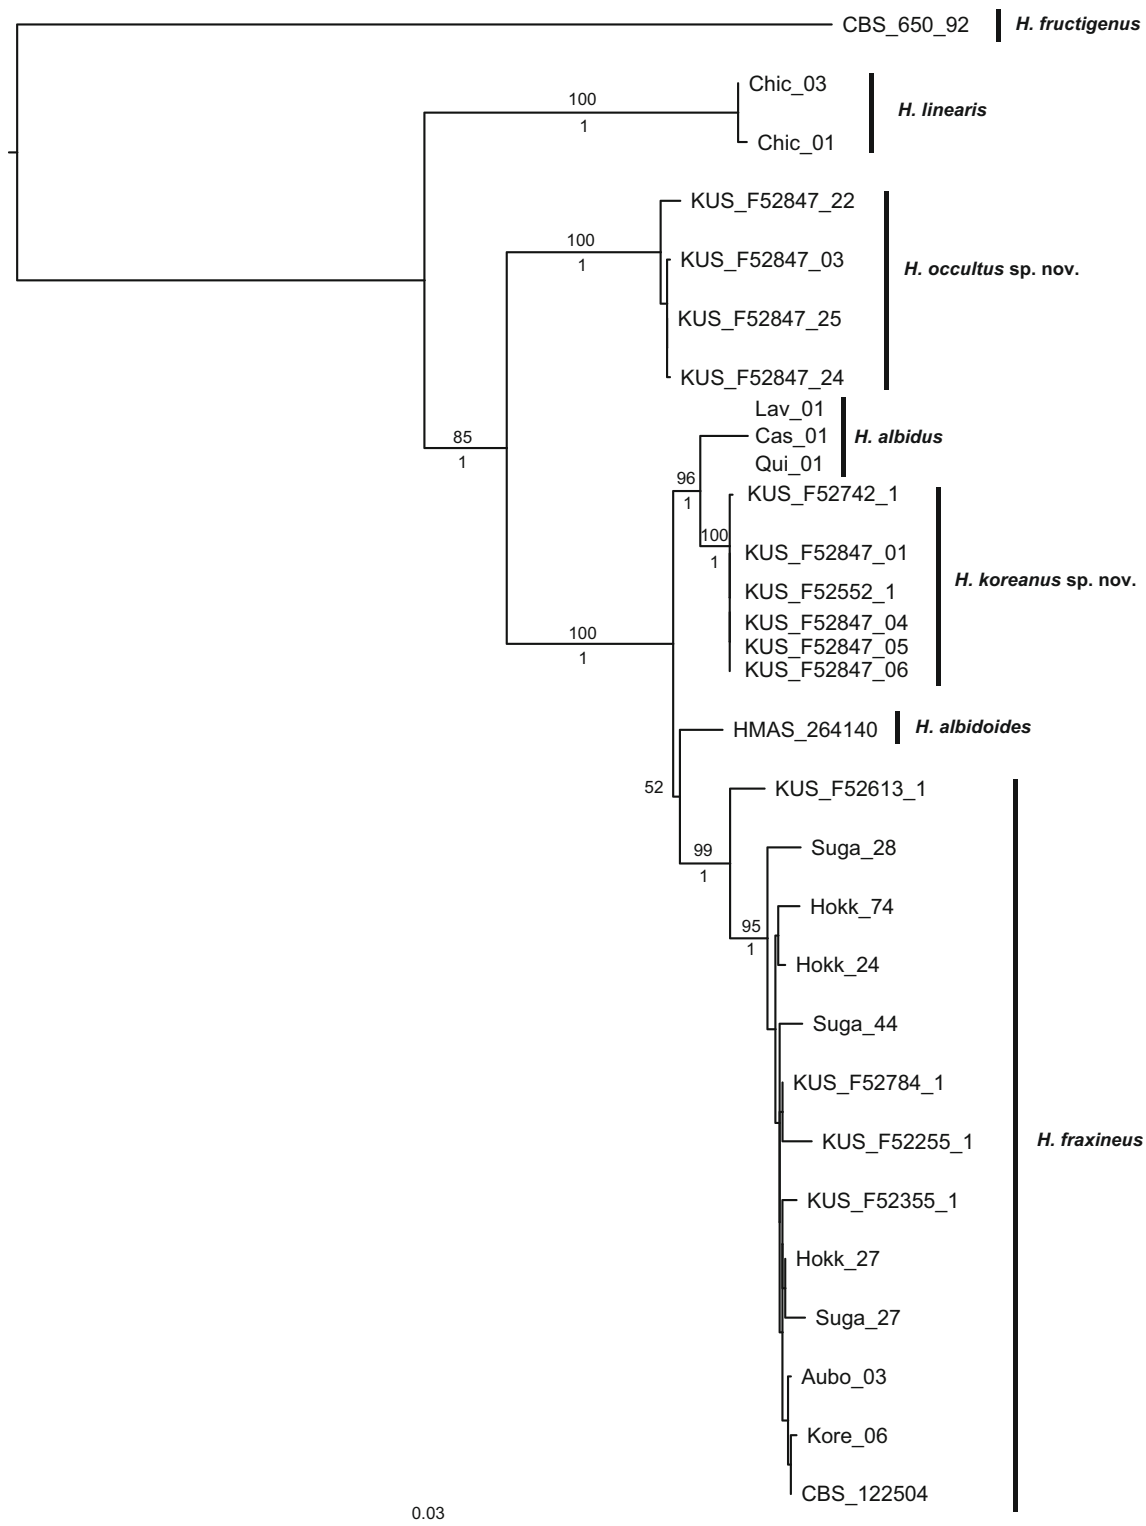 CBS_650_92
H. fructigenus
Chic_03
100
H. linearis
1
Chic_01
KUS_F52847_22
100
KUS_F52847_03
1
H. occultus sp. nov.
KUS_F52847_25
KUS_F52847_24
Lav_01
85
Cas_01
H. albidus
1
Qui_01
96
KUS_F52742_1
1
100
KUS_F52847_01
1
H. koreanus sp. nov.
KUS_F52552_1
KUS_F52847_04
100
KUS_F52847_05
1
KUS_F52847_06
HMAS_264140
H. albidoides
52
KUS_F52613_1
99
Suga_28
1
Hokk_74
95
1
Hokk_24
Suga_44
KUS_F52784_1
KUS_F52255_1
H. fraxineus
KUS_F52355_1
Hokk_27
Suga_27
Aubo_03
Kore_06
CBS_122504
0.03